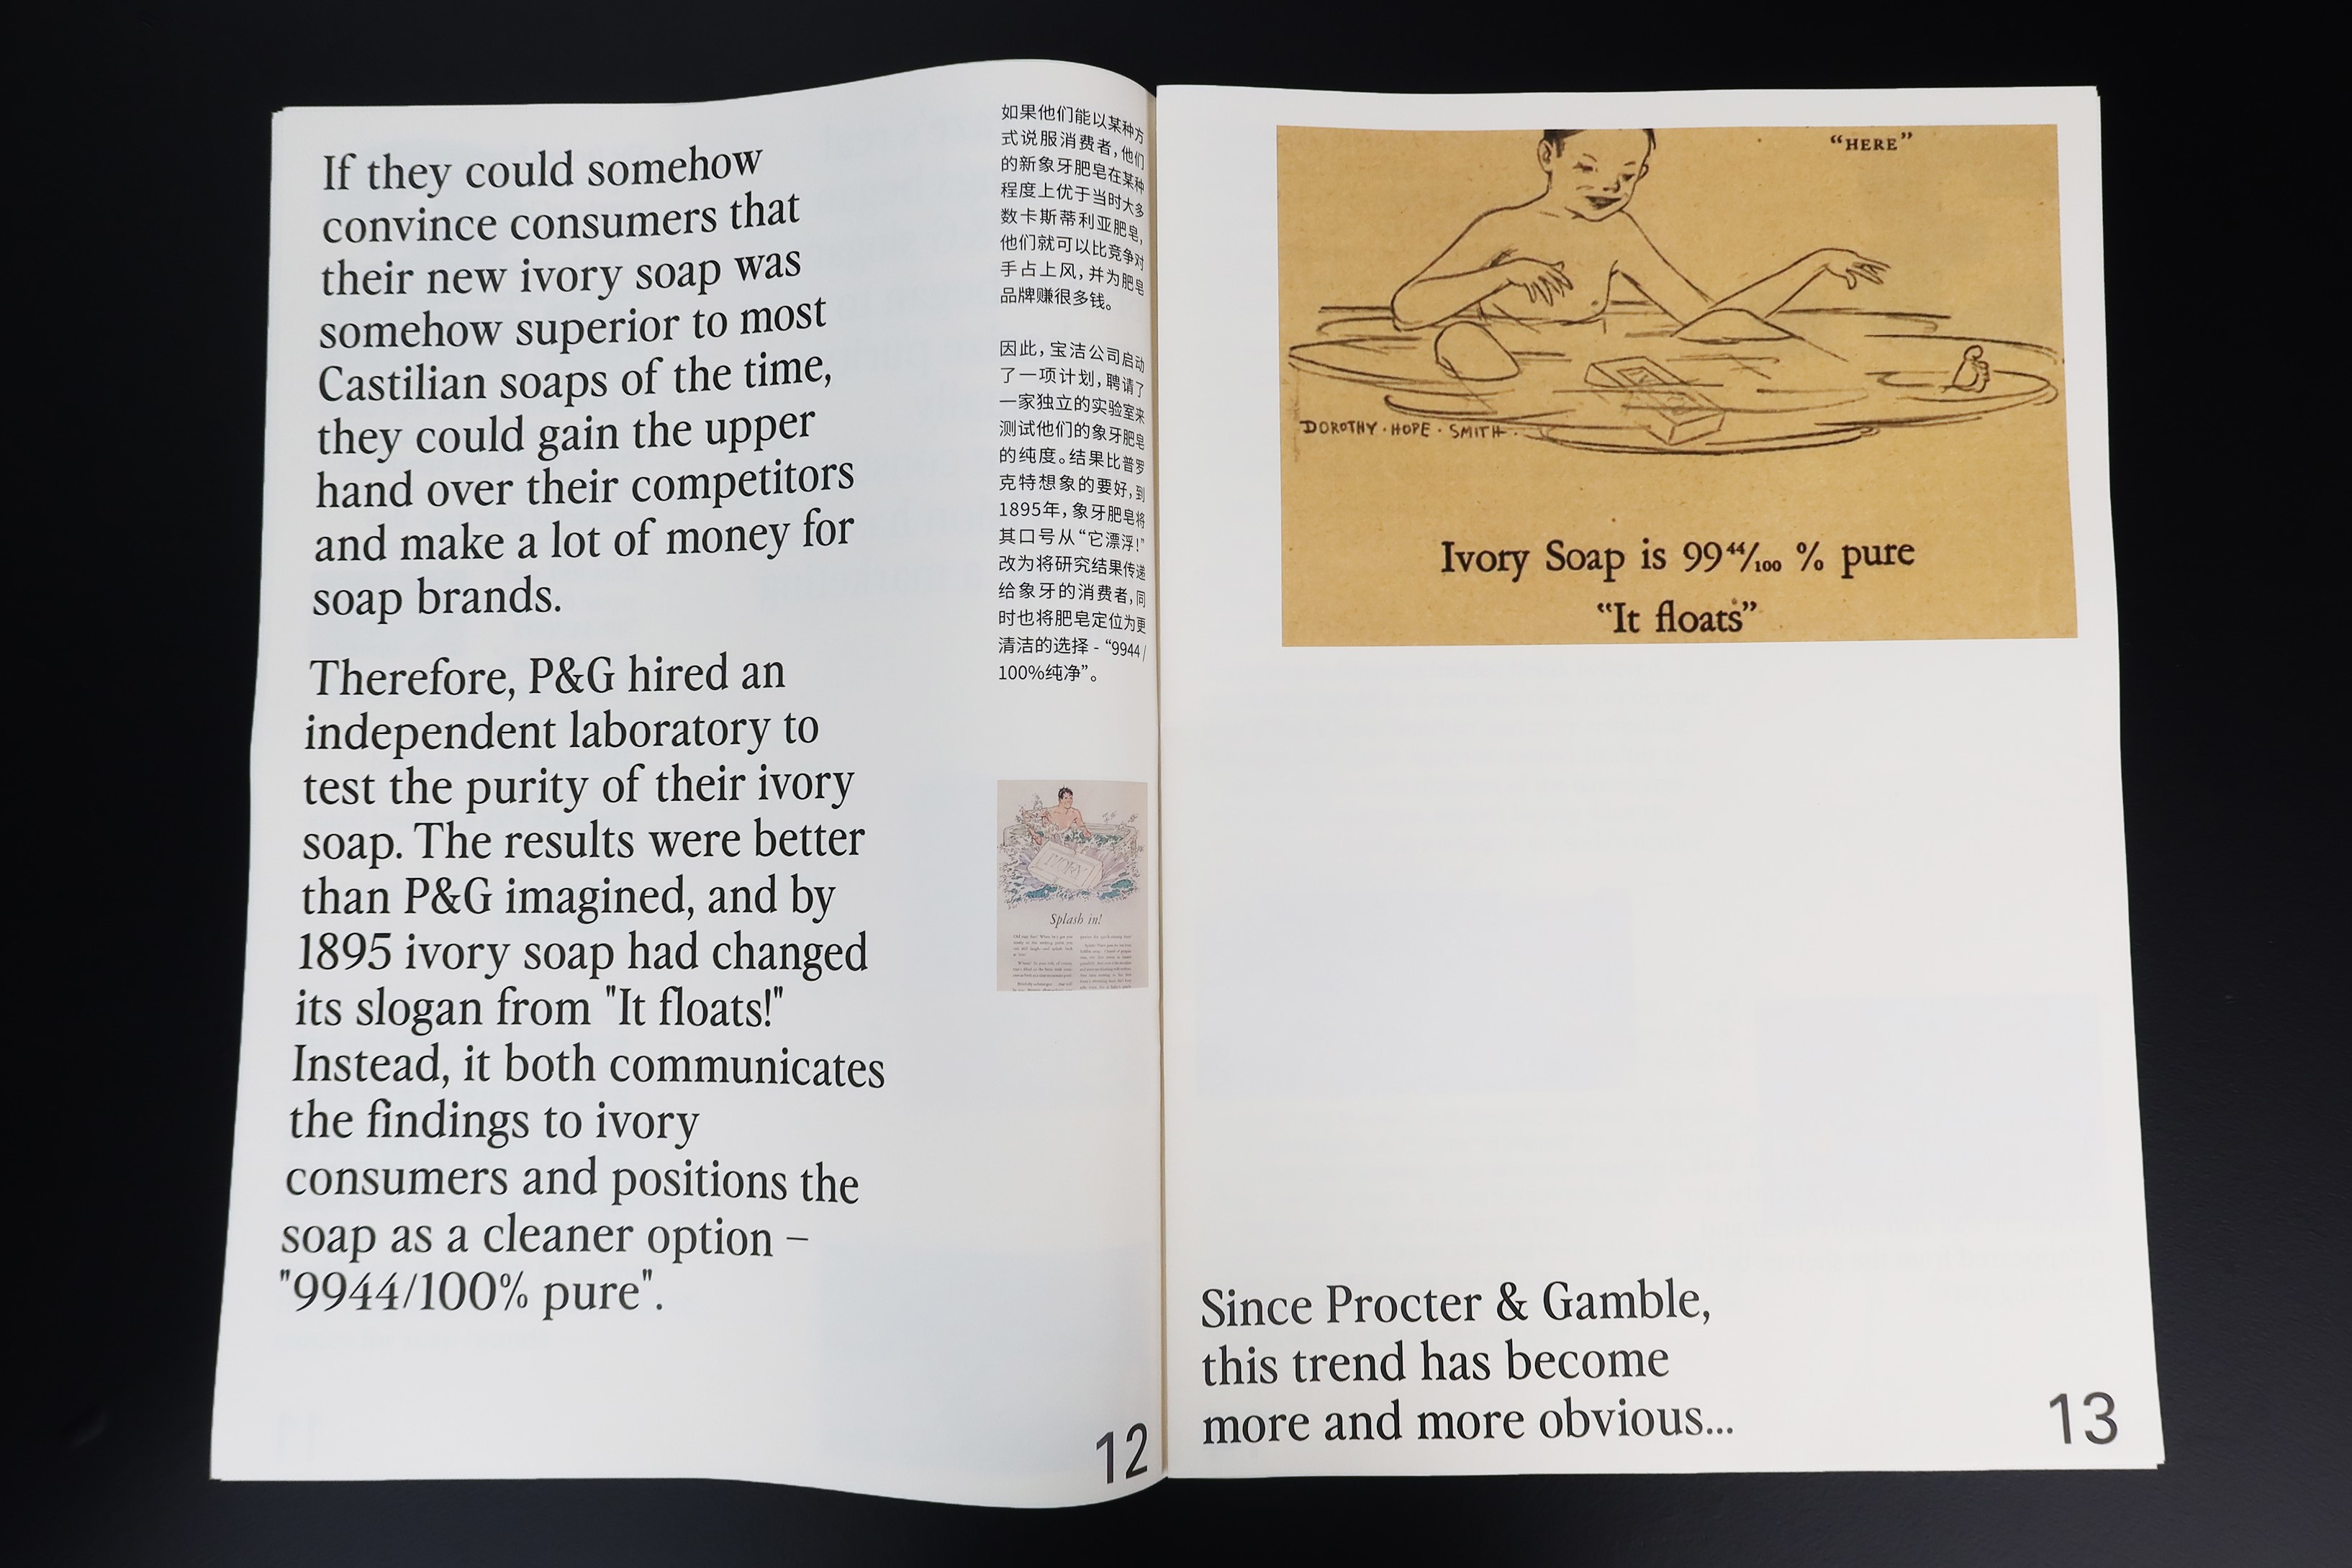 If they could somehow
convince consumers that
their new ivory soap was
somehow superior to most
Castilian soaps of the time,
they could gain the upper
hand over their competitors
and make a lot of money for
soap brands.
Therefore, P&G hired an
independent laboratory to
test the purity of their ivory
soap. The results were better
than P&G imagined, and by
1895 ivory soap had changed
its slogan from "It floats!"
Instead, it both communicates
the findings to ivory
consumers and positions the
soap as a cleaner option –
"9944/100% pure".
如果他们能以某种方
式说服消费者，他们
的新象牙肥皂在某种
程度上优于当时大多
数卡斯蒂利亚肥皂，
他们就可以比竞争对
手占上风，并为肥皂
品牌赚很多钱。
因此，宝洁公司启动
了一项计划，聘请了
一家独立的实验室来
测试他们的象牙肥皂
的纯度。结果比普罗
克特想象的要好，到
1895年，象牙肥皂将
其口号从“它漂浮！”
改为将研究结果传递
给象牙的消费者，同
时也将肥皂定位为更
清洁的选择 - “9944/
100%纯净”。
IVORY
Splash in!
12
“HERE”
DOROTHY·HOPE·SMITH·
Ivory Soap is 99 44/100 % pure
“It floats”
Since Procter & Gamble,
this trend has become
more and more obvious...
13